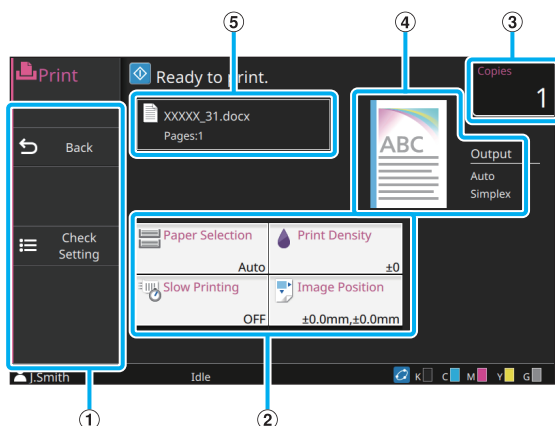 ⑤ ④ ③
Print
Ready to print.
Copies
1
XXXXX_31.docx
Pages:1
ABC
Output
Auto
Simplex
Back
Check
Setting
Paper Selection
Auto
Print Density
±0
Slow Printing
OFF
Image Position
±0.0mm,±0.0mm
J.Smith
Idle
K C M Y G
① ②